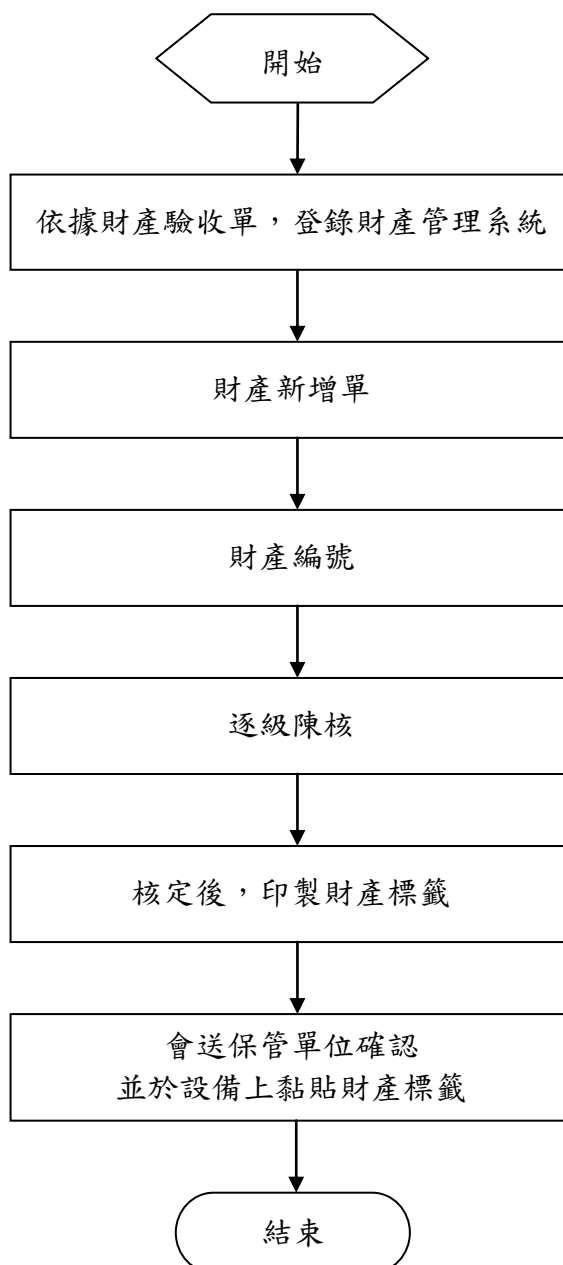 開始
依據財產驗收單，登錄財產管理系統
財產新增單
財產編號
逐級陳核
核定後，印製財產標籤
會送保管單位確認
並於設備上黏貼財產標籤
結束